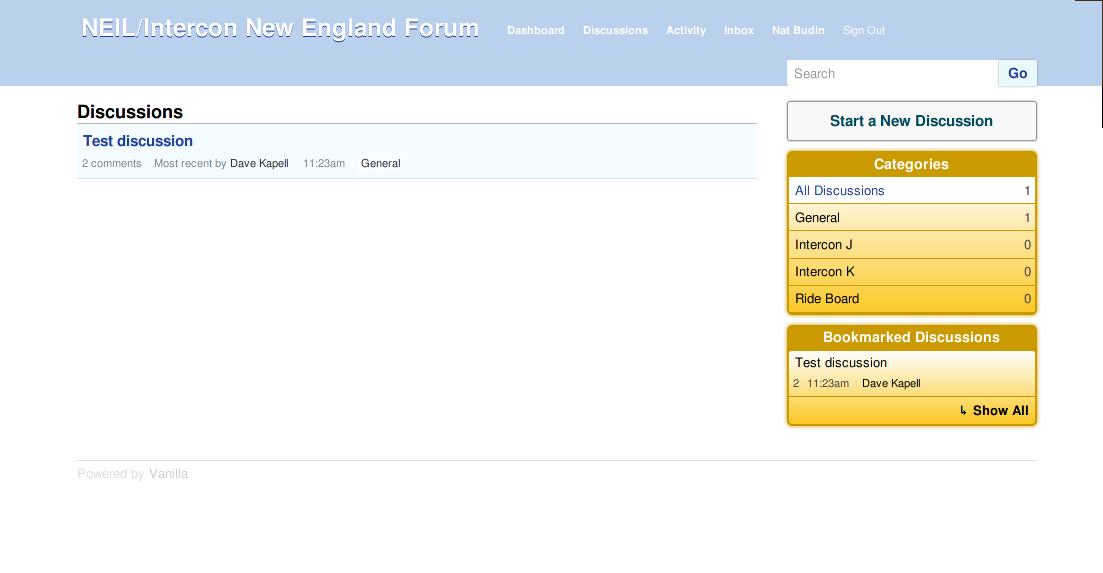 NEIL/Intercon New England Forum
Dashboard Discussions Activity Inbox Nat Budin Sign Out
Search Go
Discussions
Test discussion
2 comments Most recent by Dave Kapell 11:23am General
Start a New Discussion
Categories
All Discussions 1
General 1
Intercon J 0
Intercon K 0
Ride Board 0
Bookmarked Discussions
Test discussion
2 11:23am Dave Kapell
↳ Show All
Powered by Vanilla